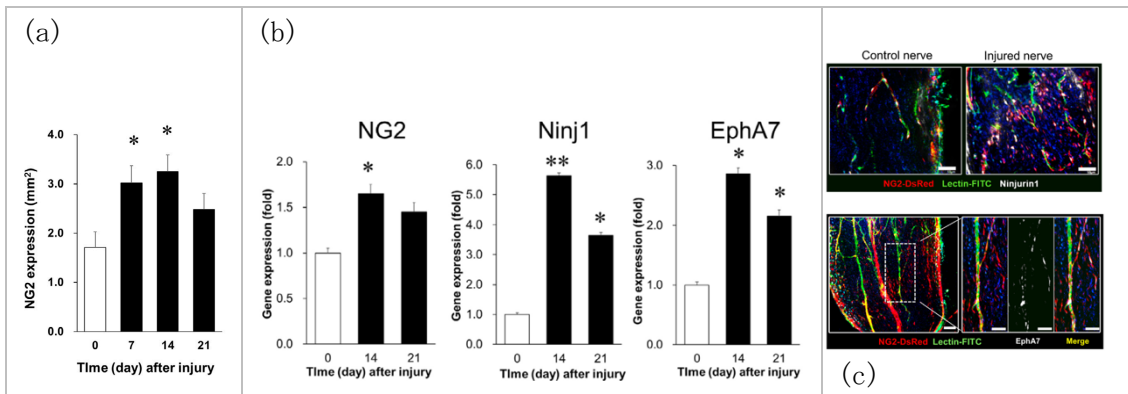 (a)
NG2 expression (mm²)
4.0
3.0
2.0
1.0
0.0
*
*
0 7 14 21
TIme (day) after injury
(b)
NG2
Gene expression (fold)
2.0
1.5
1.0
0.5
0.0
*
0 14 21
TIme (day) after injury
Ninj1
Gene expression (fold)
6.0
5.0
4.0
3.0
2.0
1.0
0.0
**
*
0 14 21
TIme (day) after injury
EphA7
Gene expression (fold)
3.0
2.0
1.0
0.0
*
*
0 14 21
TIme (day) after injury
Control nerve Injured nerve
NG2-DsRed Lectin-FITC Ninjurin1
NG2-DsRed Lectin-FITC EphA7 Merge
(c)